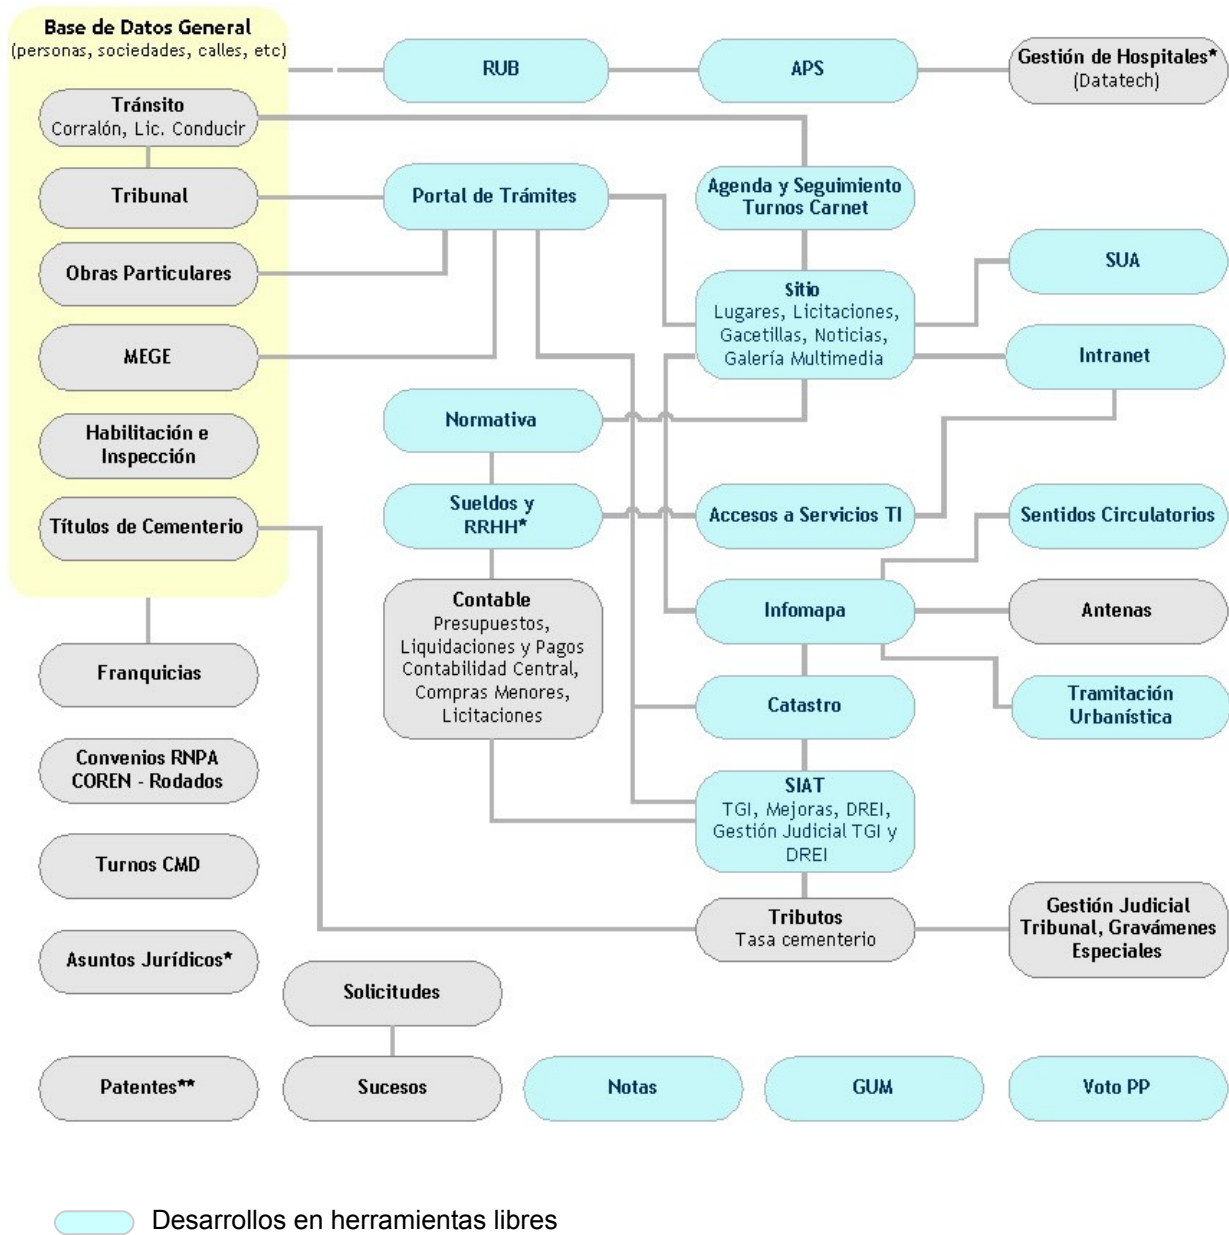 Base de Datos General
(personas, sociedades, calles, etc)
RUB
APS
Gestión de Hospitales*
(Datatech)
Tránsito
Corralón, Lic. Conducir
Tribunal
Portal de Trámites
Agenda y Seguimiento
Turnos Carnet
Obras Particulares
Sitio
Lugares, Licitaciones,
Gacetillas, Noticias,
Galería Multimedia
SUA
MEGE
Intranet
Habilitación e
Inspección
Normativa
Títulos de Cementerio
Sueldos y
RRHH*
Accesos a Servicios TI
Sentidos Circulatorios
Contable
Presupuestos,
Liquidaciones y Pagos
Contabilidad Central,
Compras Menores,
Licitaciones
Infomapa
Antenas
Franquicias
Catastro
Tramitación
Urbanística
Convenios RNPA
COREN - Rodados
SIAT
TGI, Mejoras, DREI,
Gestión Judicial TGI y
DREI
Turnos CMD
Tributos
Tasa cementerio
Gestión Judicial
Tribunal, Gravámenes
Especiales
Asuntos Jurídicos*
Solicitudes
Patentes**
Sucesos
Notas
GUM
Voto PP
Desarrollos en herramientas libres